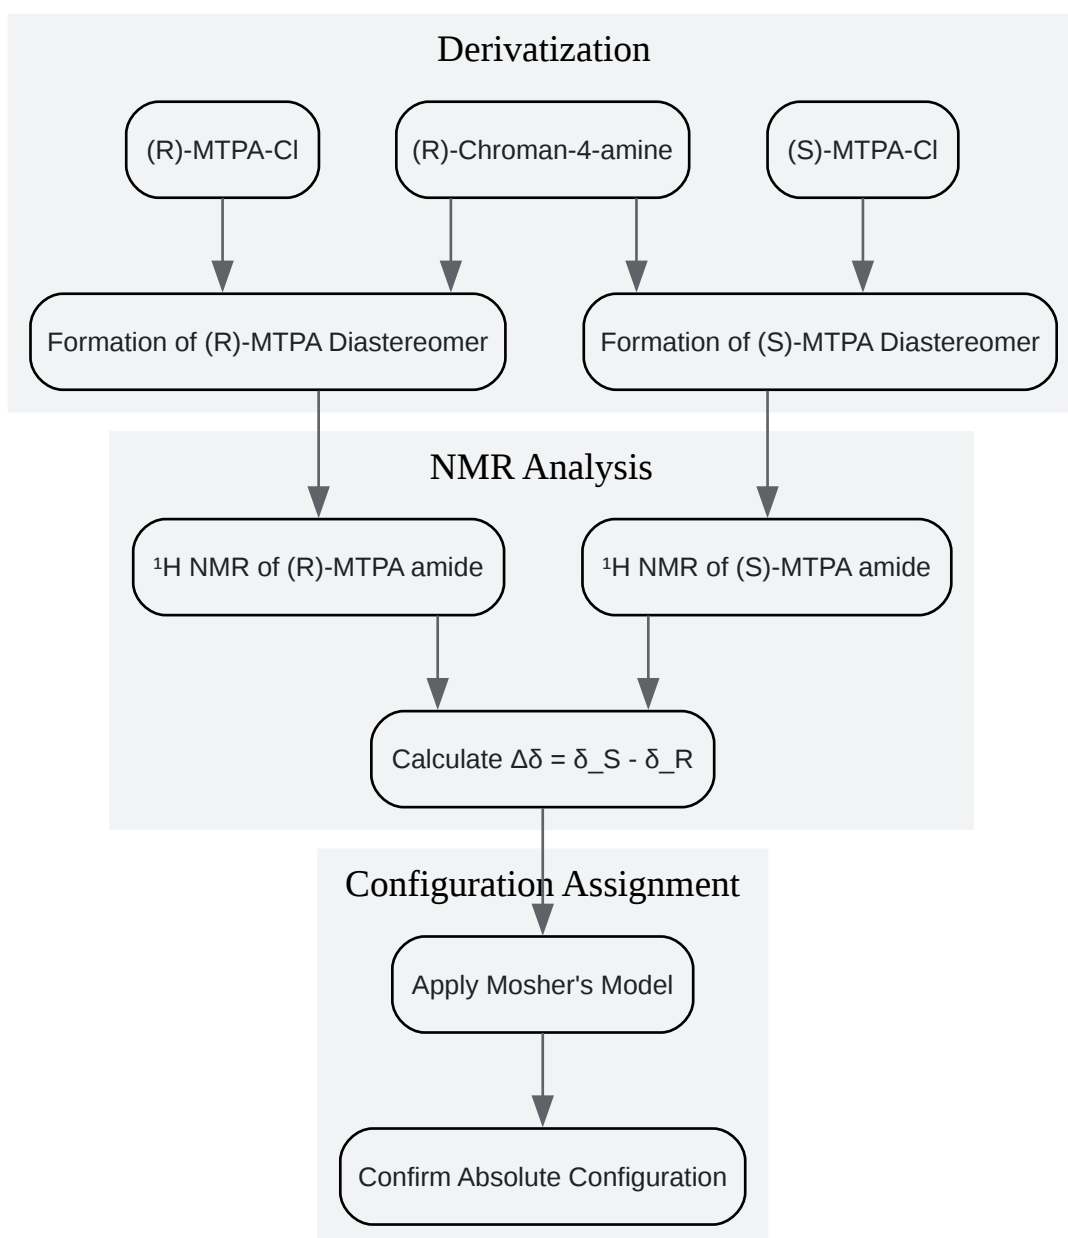 Derivatization
(R)-MTPA-Cl
(R)-Chroman-4-amine
(S)-MTPA-Cl
Formation of (R)-MTPA Diastereomer
Formation of (S)-MTPA Diastereomer
NMR Analysis
¹H NMR of (R)-MTPA amide
¹H NMR of (S)-MTPA amide
Calculate Δδ = δ_S - δ_R
Configuration Assignment
Apply Mosher's Model
Confirm Absolute Configuration